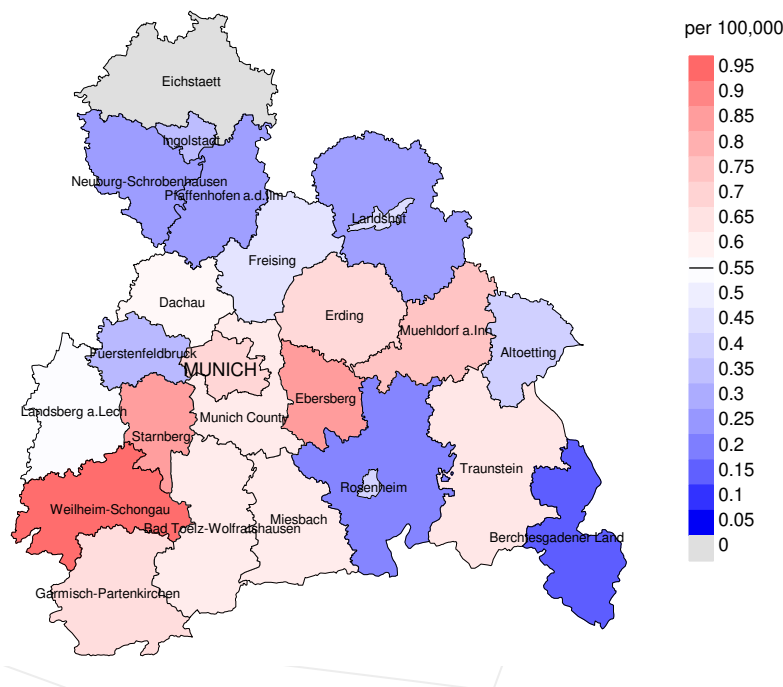 per 100,000
0.95
0.9
0.85
0.8
0.75
0.7
0.65
0.6
0.55
0.5
0.45
0.4
0.35
0.3
0.25
0.2
0.15
0.1
0.05
0
Eichstaett
Ingolstadt
Neuburg-Schrobenhausen
Pfaffenhofen a.d.Ilm
Landshut
Freising
Dachau
Erding
Muehldorf a.Inn
Altoetting
Fuerstenfeldbruck
MUNICH
Ebersberg
Landsberg a.Lech
Munich County
Starnberg
Traunstein
Rosenheim
Weilheim-Schongau
Miesbach
Bad Toelz-Wolfratshausen
Berchtesgadener Land
Garmisch-Partenkirchen